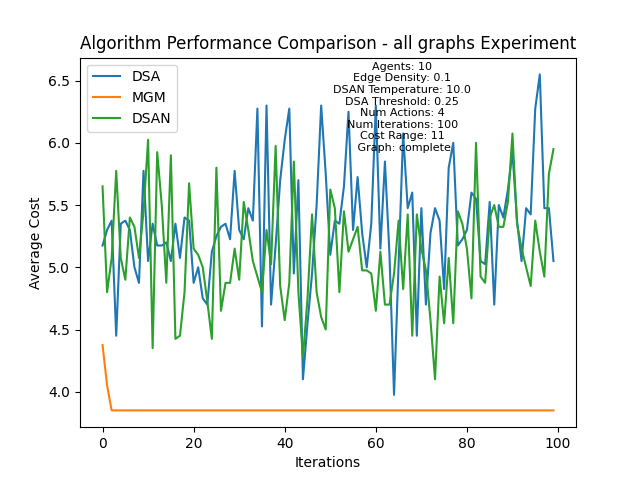 Algorithm Performance Comparison - all graphs Experiment
DSA
MGM
DSAN
Agents: 10
Edge Density: 0.1
DSAN Temperature: 10.0
DSA Threshold: 0.25
Num Actions: 4
Num Iterations: 100
Cost Range: 11
Graph: complete
Average Cost
6.5
6.0
5.5
5.0
4.5
4.0
0
20
40
60
80
100
Iterations